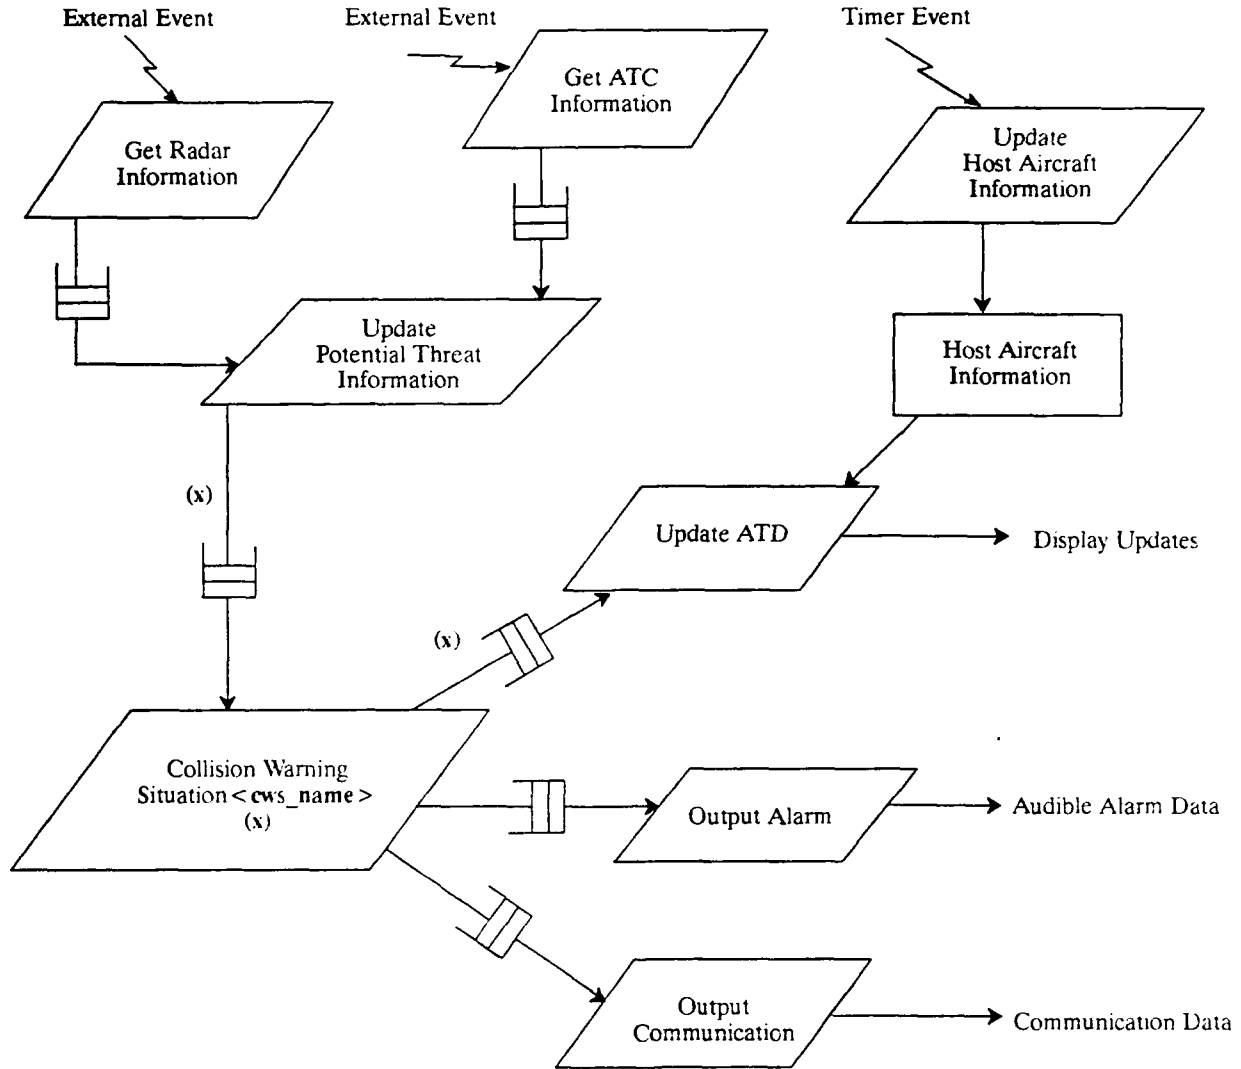 External Event
External Event
Timer Event
Get ATC
Information
Get Radar
Information
Update
Host Aircraft
Information
Update
Potential Threat
Information
Host Aircraft
Information
(x)
Update ATD
Display Updates
(x)
Collision Warning
Situation<cws_name>
(x)
Output Alarm
Audible Alarm Data
Output
Communication
Communication Data